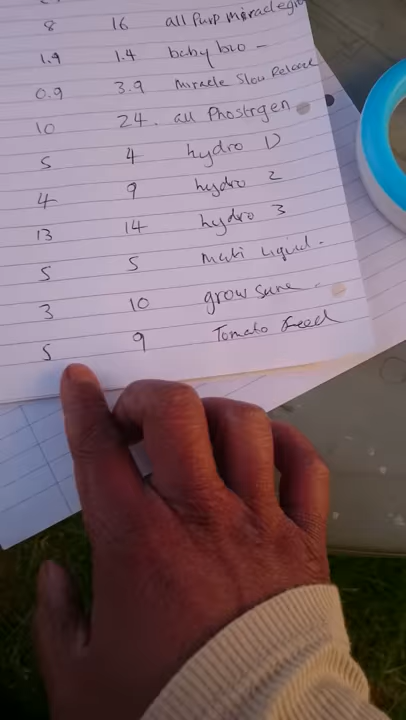 8 16 all Purp miraclegro
1.9 1.4 baby bio -
0.9 3.9 Miracle Slow Release
10 24. all Phostrgen
5 4 hydro 1)
4 9 hydro 2
13 14 hydro 3
5 5 Multi Liquid.
3 10 grow sure -
5 9 Tomato feed